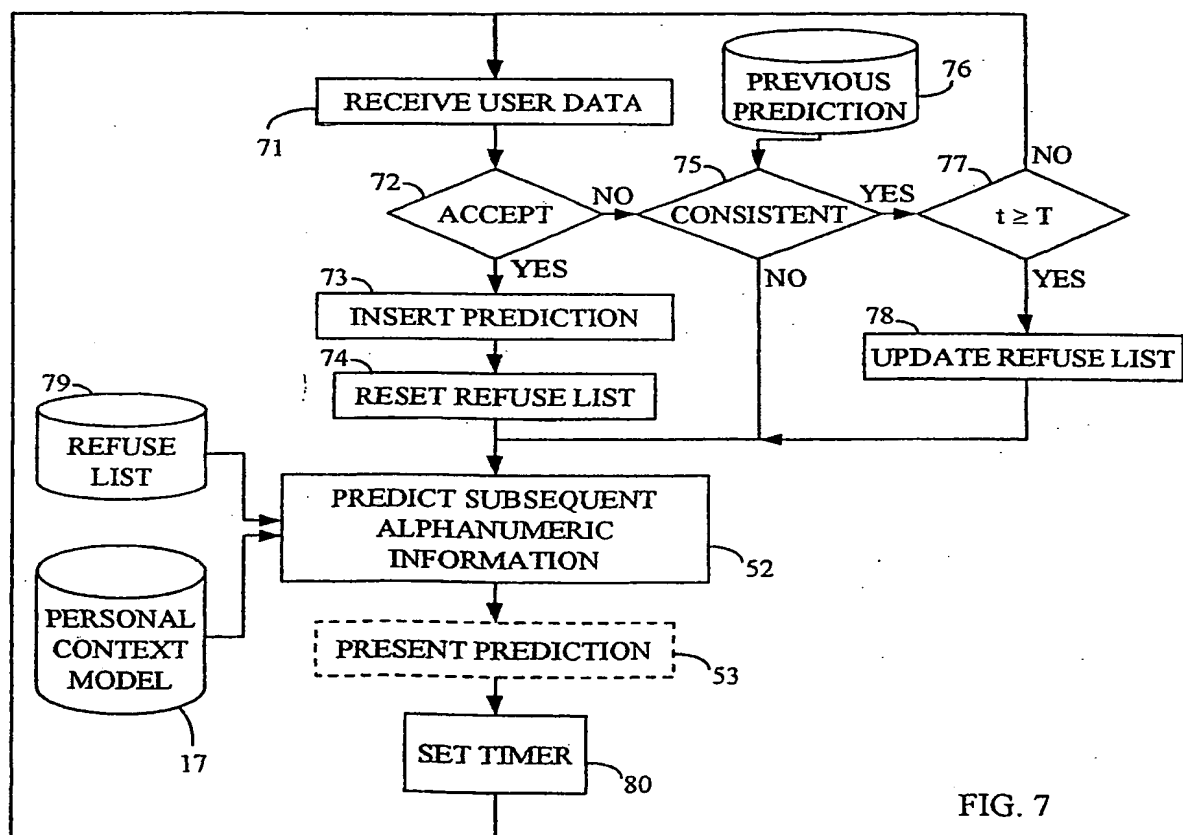 RECEIVE USER DATA
71
PREVIOUS
PREDICTION
76
72
ACCEPT
NO
75
CONSISTENT
YES
77
t ≥ T
NO
YES
NO
YES
73
INSERT PREDICTION
74
RESET REFUSE LIST
78
UPDATE REFUSE LIST
79
REFUSE
LIST
PREDICT SUBSEQUENT
ALPHANUMERIC
INFORMATION
52
PERSONAL
CONTEXT
MODEL
17
PRESENT PREDICTION
53
SET TIMER
80
FIG. 7